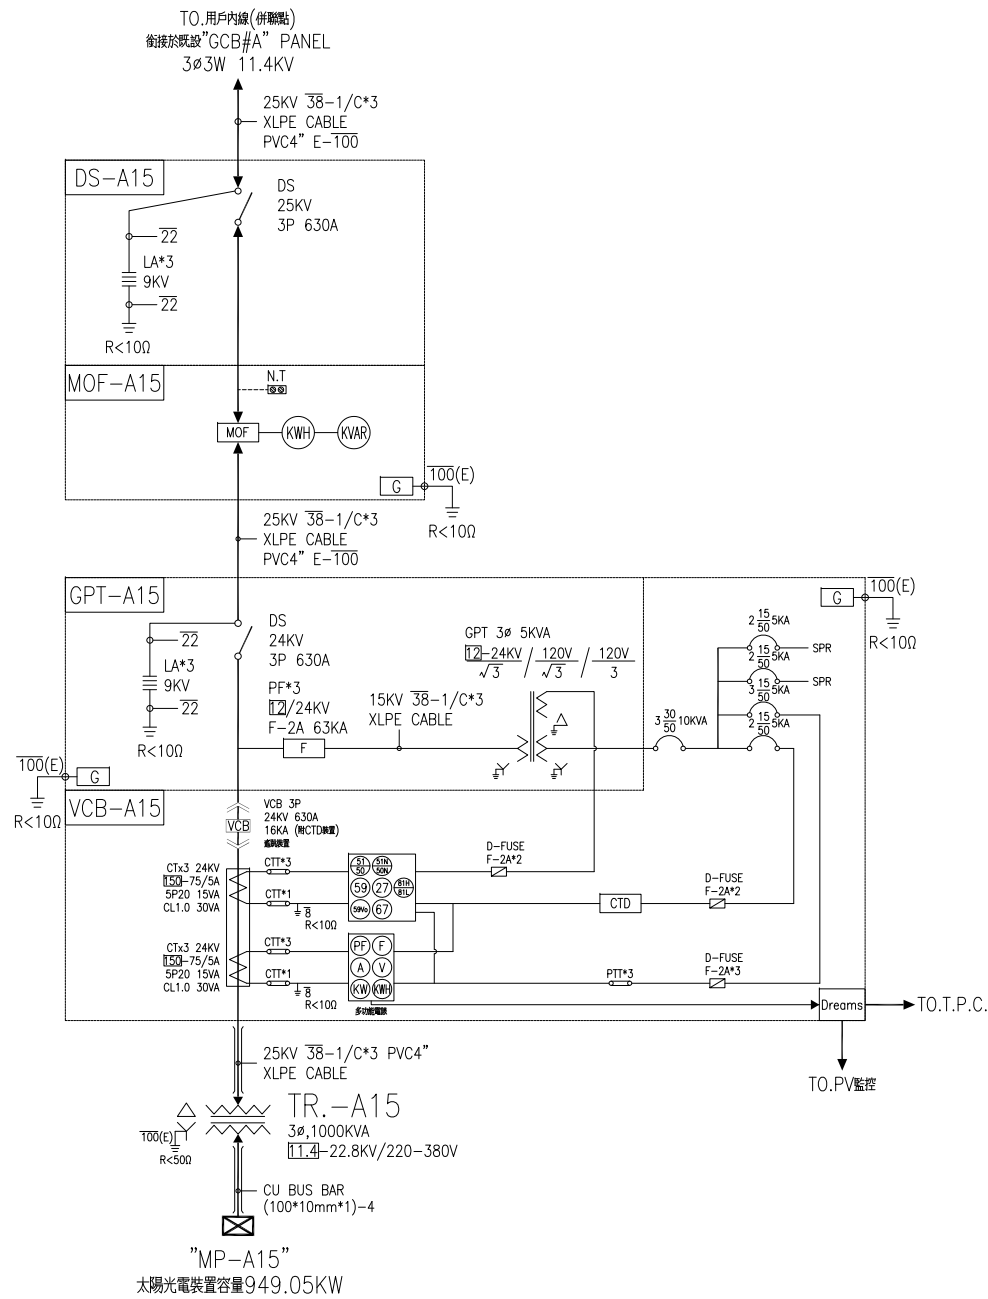 TO.用戶內線(併聯點)
銜接於既設"GCB#A" PANEL
3ø3W 11.4KV
25KV 38-1/C*3
XLPE CABLE
PVC4" E-100
DS-A15
DS
25KV
3P 630A
22
LA*3
9KV
22
R<10Ω
MOF-A15
N.T
MOF
KWH
KVAR
G
100(E)
R<10Ω
25KV 38-1/C*3
XLPE CABLE
PVC4" E-100
GPT-A15
DS
24KV
3P 630A
22
LA*3
9KV
22
R<10Ω
PF*3
12/24KV
F-2A 63KA
F
15KV 38-1/C*3
XLPE CABLE
GPT 3ø 5KVA
12-24KV/√3 / 120V/√3 / 120V/3
3 30/50 10KVA
2 15/50 5KA
SPR
2 15/50 5KA
SPR
3 15/50 5KA
2 15/50 5KA
G
100(E)
R<10Ω
100(E)
G
R<10Ω
VCB-A15
VCB
VCB 3P
24KV 630A
16KA (附CTD裝置)
CTx3 24KV
150-75/5A
5P20 15VA
CL1.0 30VA
CTT*3
CTT*1
8
R<10Ω
51/50
51N/50N
59
27
81H/81L
59Vo
67
D-FUSE
F-2A*2
CTD
D-FUSE
F-2A*2
CTx3 24KV
150-75/5A
5P20 15VA
CL1.0 30VA
CTT*3
CTT*1
8
R<10Ω
PF
F
A
V
KW
KWH
多功能電錶
PTT*3
D-FUSE
F-2A*3
Dreams
TO.T.P.C.
TO.PV監控
25KV 38-1/C*3 PVC4"
XLPE CABLE
TR.-A15
3ø,1000KVA
11.4-22.8KV/220-380V
100(E)
R<50Ω
CU BUS BAR
(100*10mm*1)-4
"MP-A15"
太陽光電裝置容量949.05KW